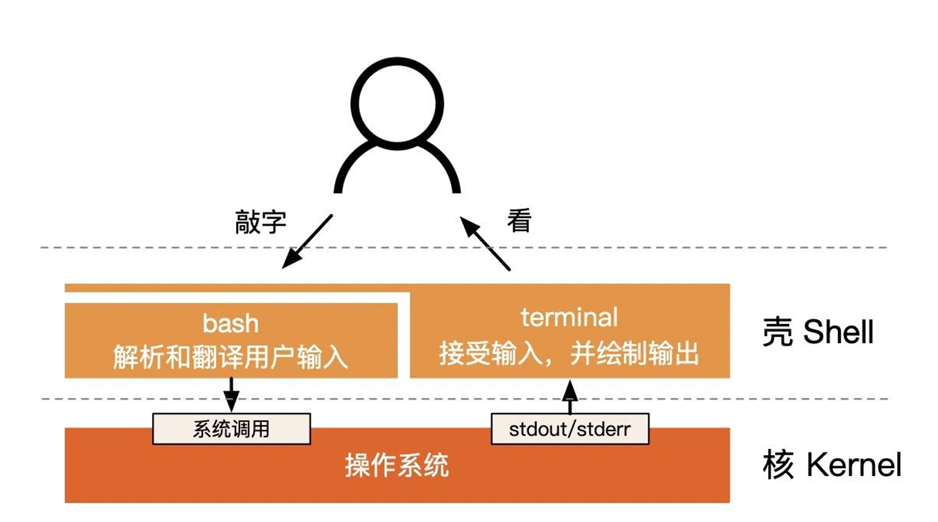 敲字
看
bash
解析和翻译用户输入
terminal
接受输入，并绘制输出
壳 Shell
系统调用
stdout/stderr
操作系统
核 Kernel